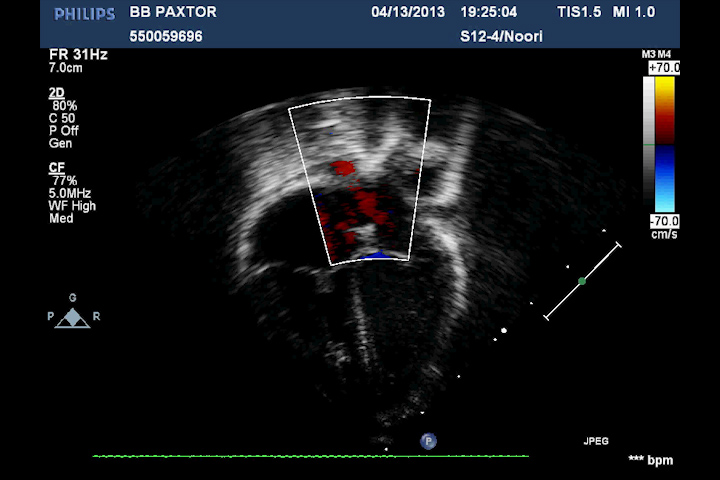 PHILIPS BB PAXTOR 04/13/2013 19:25:04 TIS1.5 MI 1.0
550059696 S12-4/Noori
FR 31Hz
7.0cm
M3 M4
+70.0
2D
80%
C 50
P Off
Gen
CF
77%
5.0MHz
WF High
Med
-70.0
cm/s
G
P R
P
JPEG
*** bpm